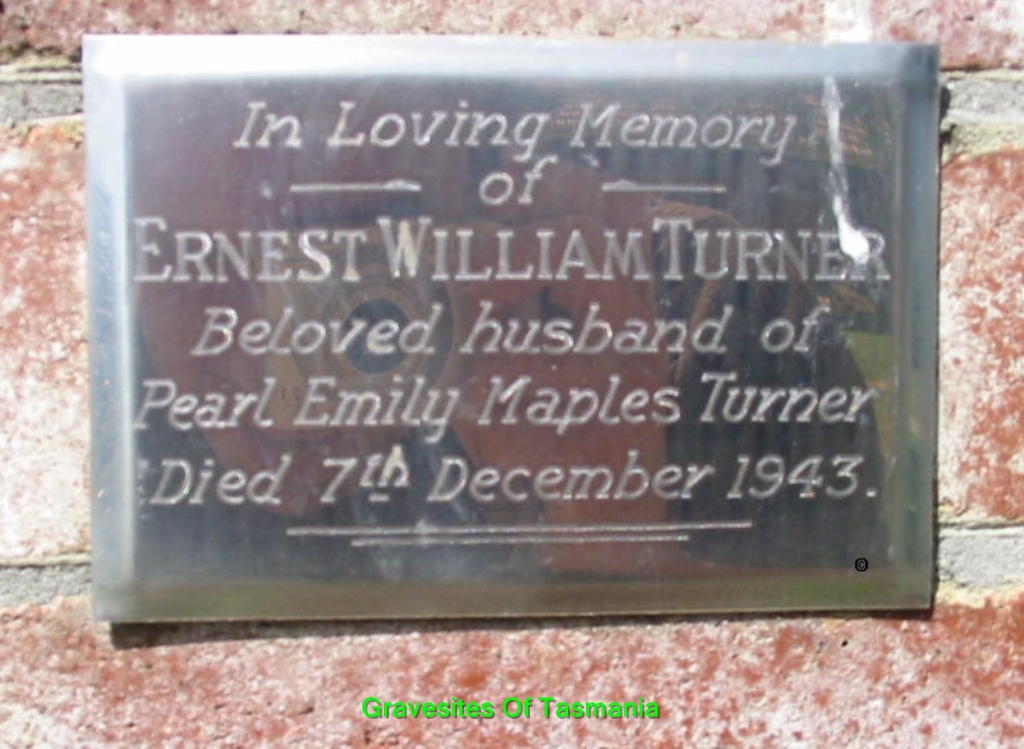 In Loving Memory
of
ERNEST WILLIAM TURNER
Beloved husband of
Pearl Emily Maples Turner
Died 7th December 1943.
©
Gravesites Of Tasmania